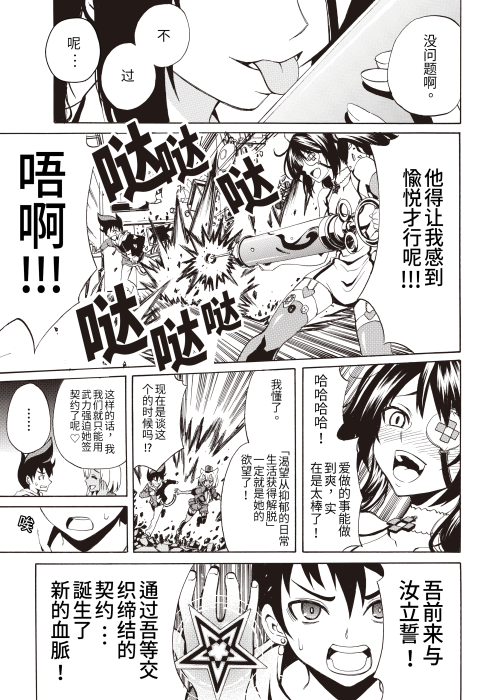 没问题啊。
不
过
呢…
他得让我感到
愉悦才行呢!!!
哒哒
哒
唔
啊!!!
哒
哒
哒
哈哈哈哈！
爱做的事能做
到爽，实
在是太棒了！
我懂了。
「渴望从抑郁的日常
生活获得解脱」
一定就是她的
欲望了！
现在是谈这
个的时候吗!?
这样的话，我
们就只能用
武力强迫她签
契约了呢♡
……
唉
吾前来与
汝立誓！
通过吾等交
织缔结的
契约…
誕生了
新的血脈！